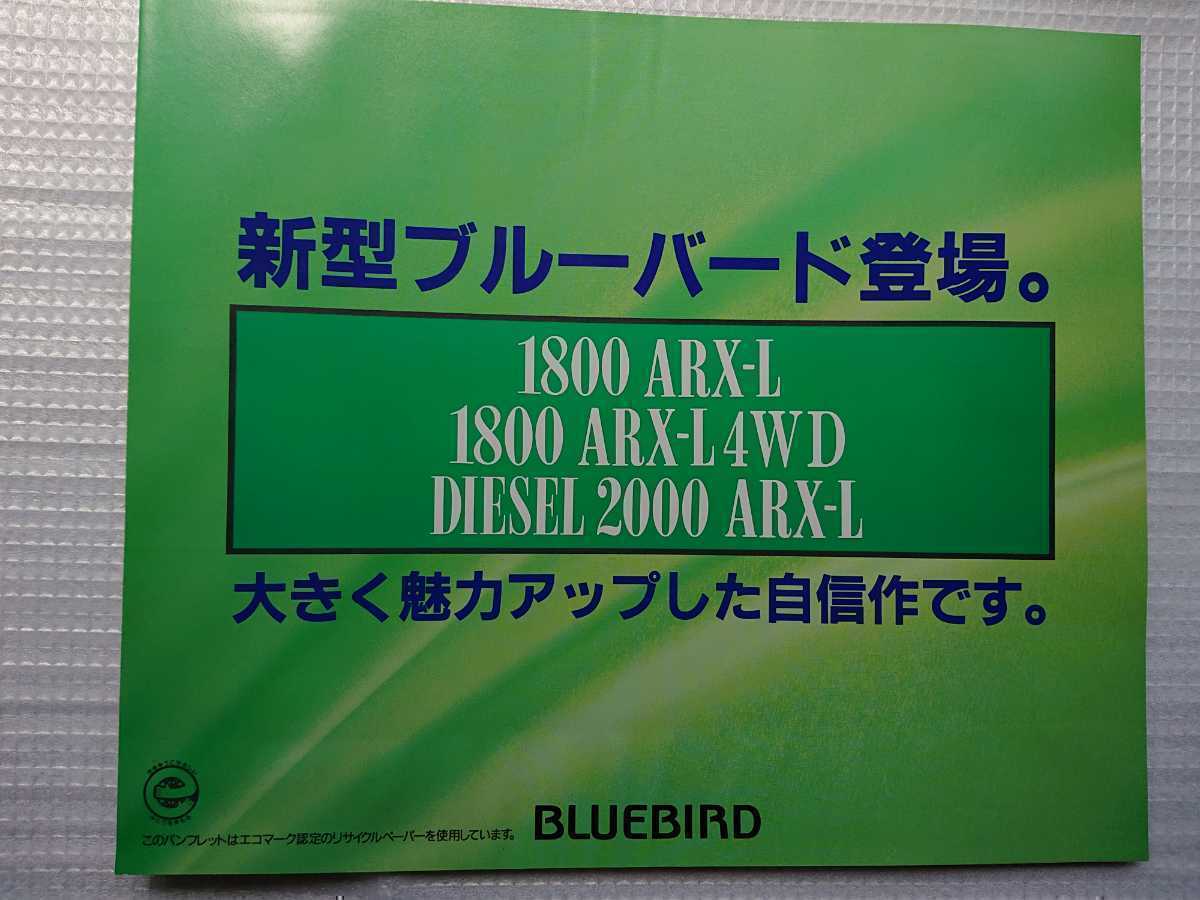 新型ブルーバード登場。
1800 ARX-L
1800 ARX-L 4WD
DIESEL 2000 ARX-L
大きく魅力アップした自信作です。
このパンフレットはエコマーク認定のリサイクルペーパーを使用しています。
BLUEBIRD